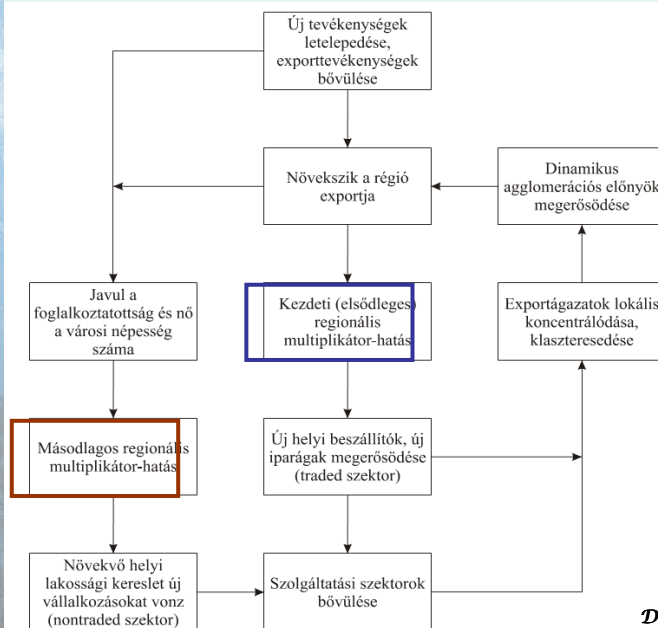 Új tevékenységek
letelepedése,
exporttevékenységek
bővülése
Növekszik a régió
exportja
Dinamikus
agglomerációs előnyök
megerősödése
Javul a
foglalkoztatottság és nő
a városi népesség
száma
Kezdeti (elsődleges)
regionális
multiplikátor-hatás
Exportágazatok lokális
koncentrálódása,
klaszteresedése
Másodlagos regionális
multiplikátor-hatás
Új helyi beszállítók, új
iparágak megerősödése
(traded szektor)
Növekvő helyi
lakossági kereslet új
vállalkozásokat vonz
(nontraded szektor)
Szolgáltatási szektorok
bővülése
D